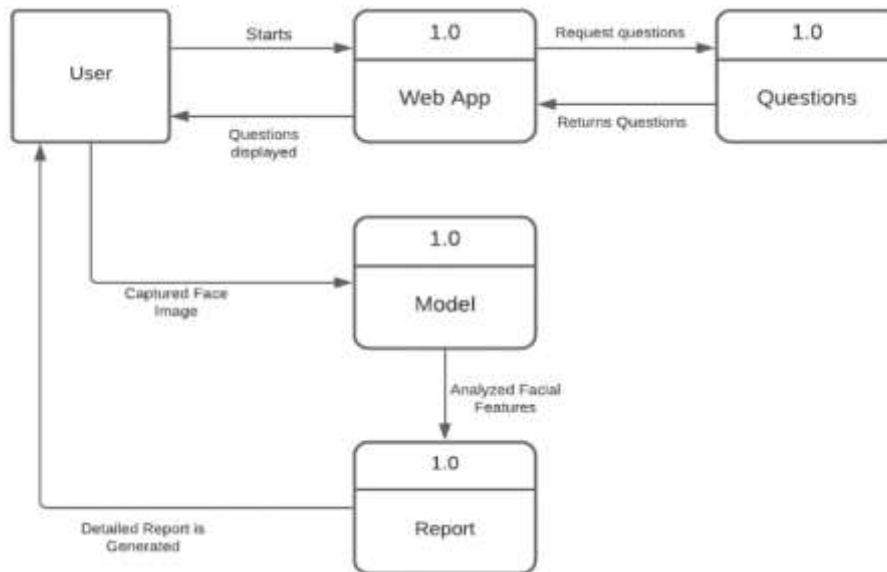 1.0
1.0
Starts
Request questions
User
Web App
Questions
Questions
displayed
Returns Questions
1.0
Captured Face
Image
Model
Analyzed Facial
Features
1.0
Detailed Report is
Generated
Report